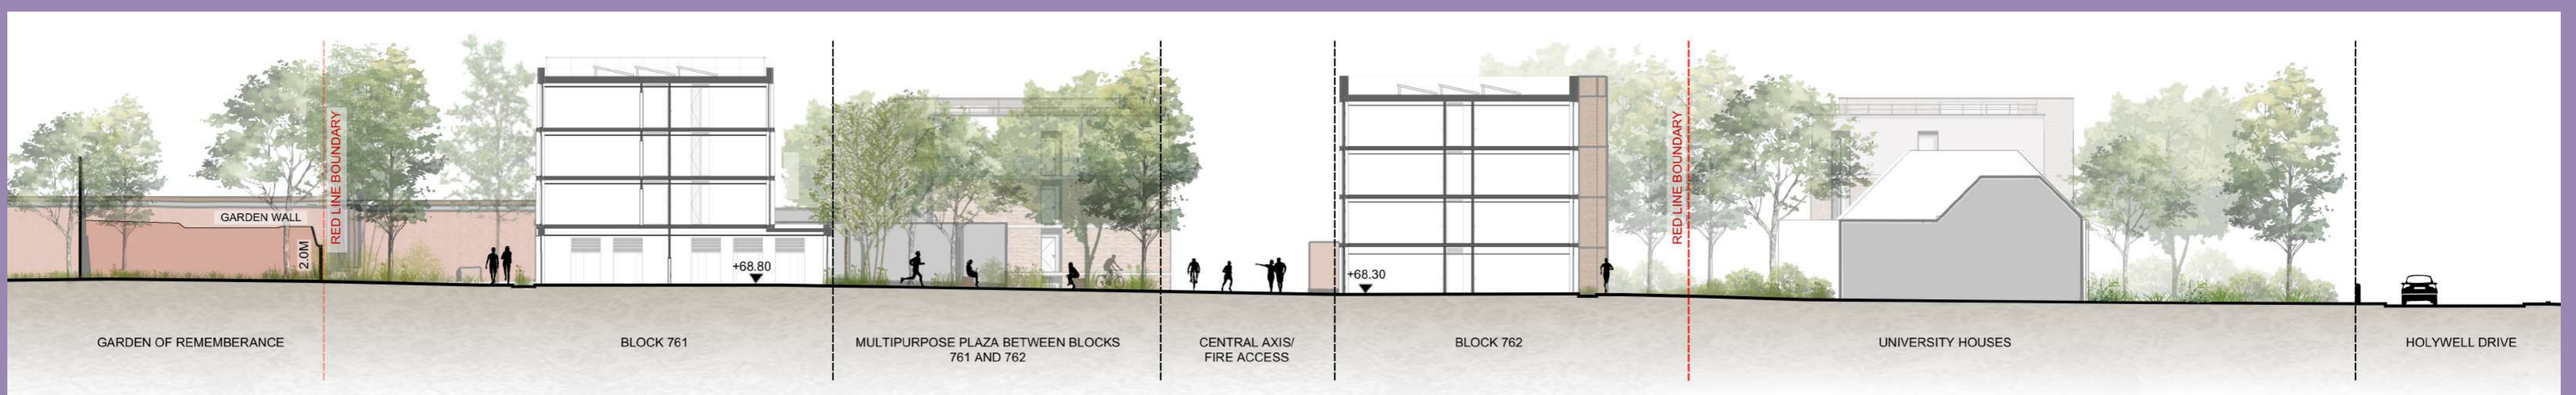 GARDEN WALL
2.0M
RED LINE BOUNDARY
+68.80
+68.30
RED LINE BOUNDARY
GARDEN OF REMEMBERANCE
BLOCK 761
MULTIPURPOSE PLAZA BETWEEN BLOCKS
761 AND 762
CENTRAL AXIS/
FIRE ACCESS
BLOCK 762
UNIVERSITY HOUSES
HOLYWELL DRIVE